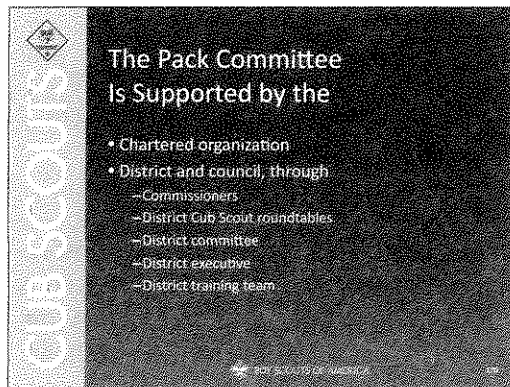 CUB SCOUTS
The Pack Committee
Is Supported by the
• Chartered organization
• District and council, through
–Commissioners
–District Cub Scout roundtables
–District committee
–District executive
–District training team
BOY SCOUTS OF AMERICA